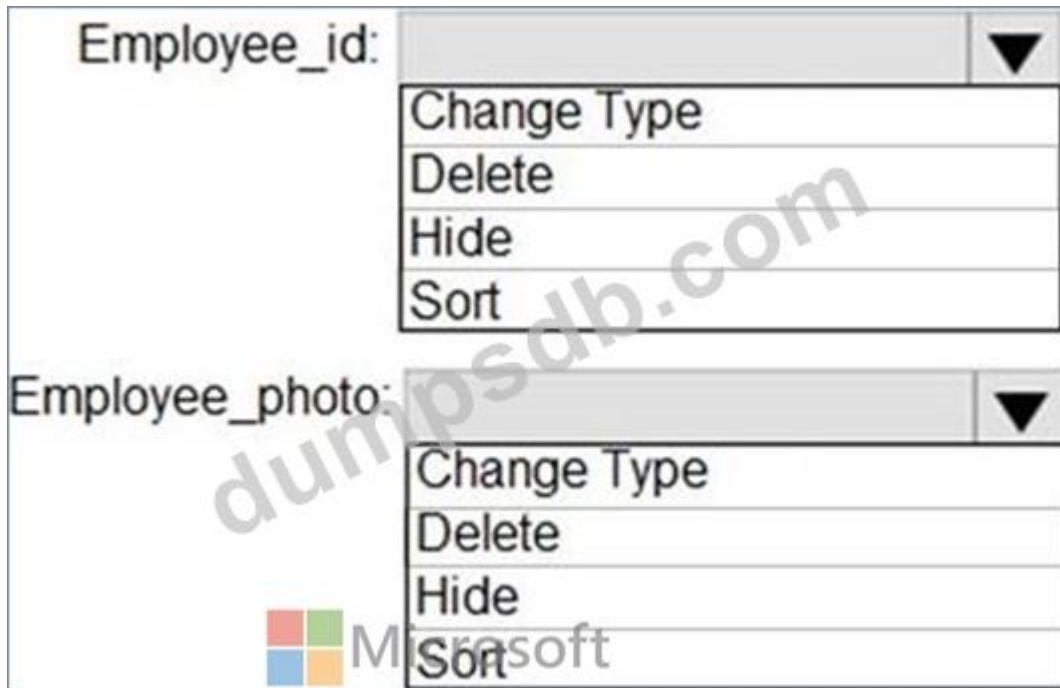 Employee_id:
Change Type
Delete
Hide
Sort
dumpsdb.com
Employee_photo:
Change Type
Delete
Hide
Sort
Microsoft